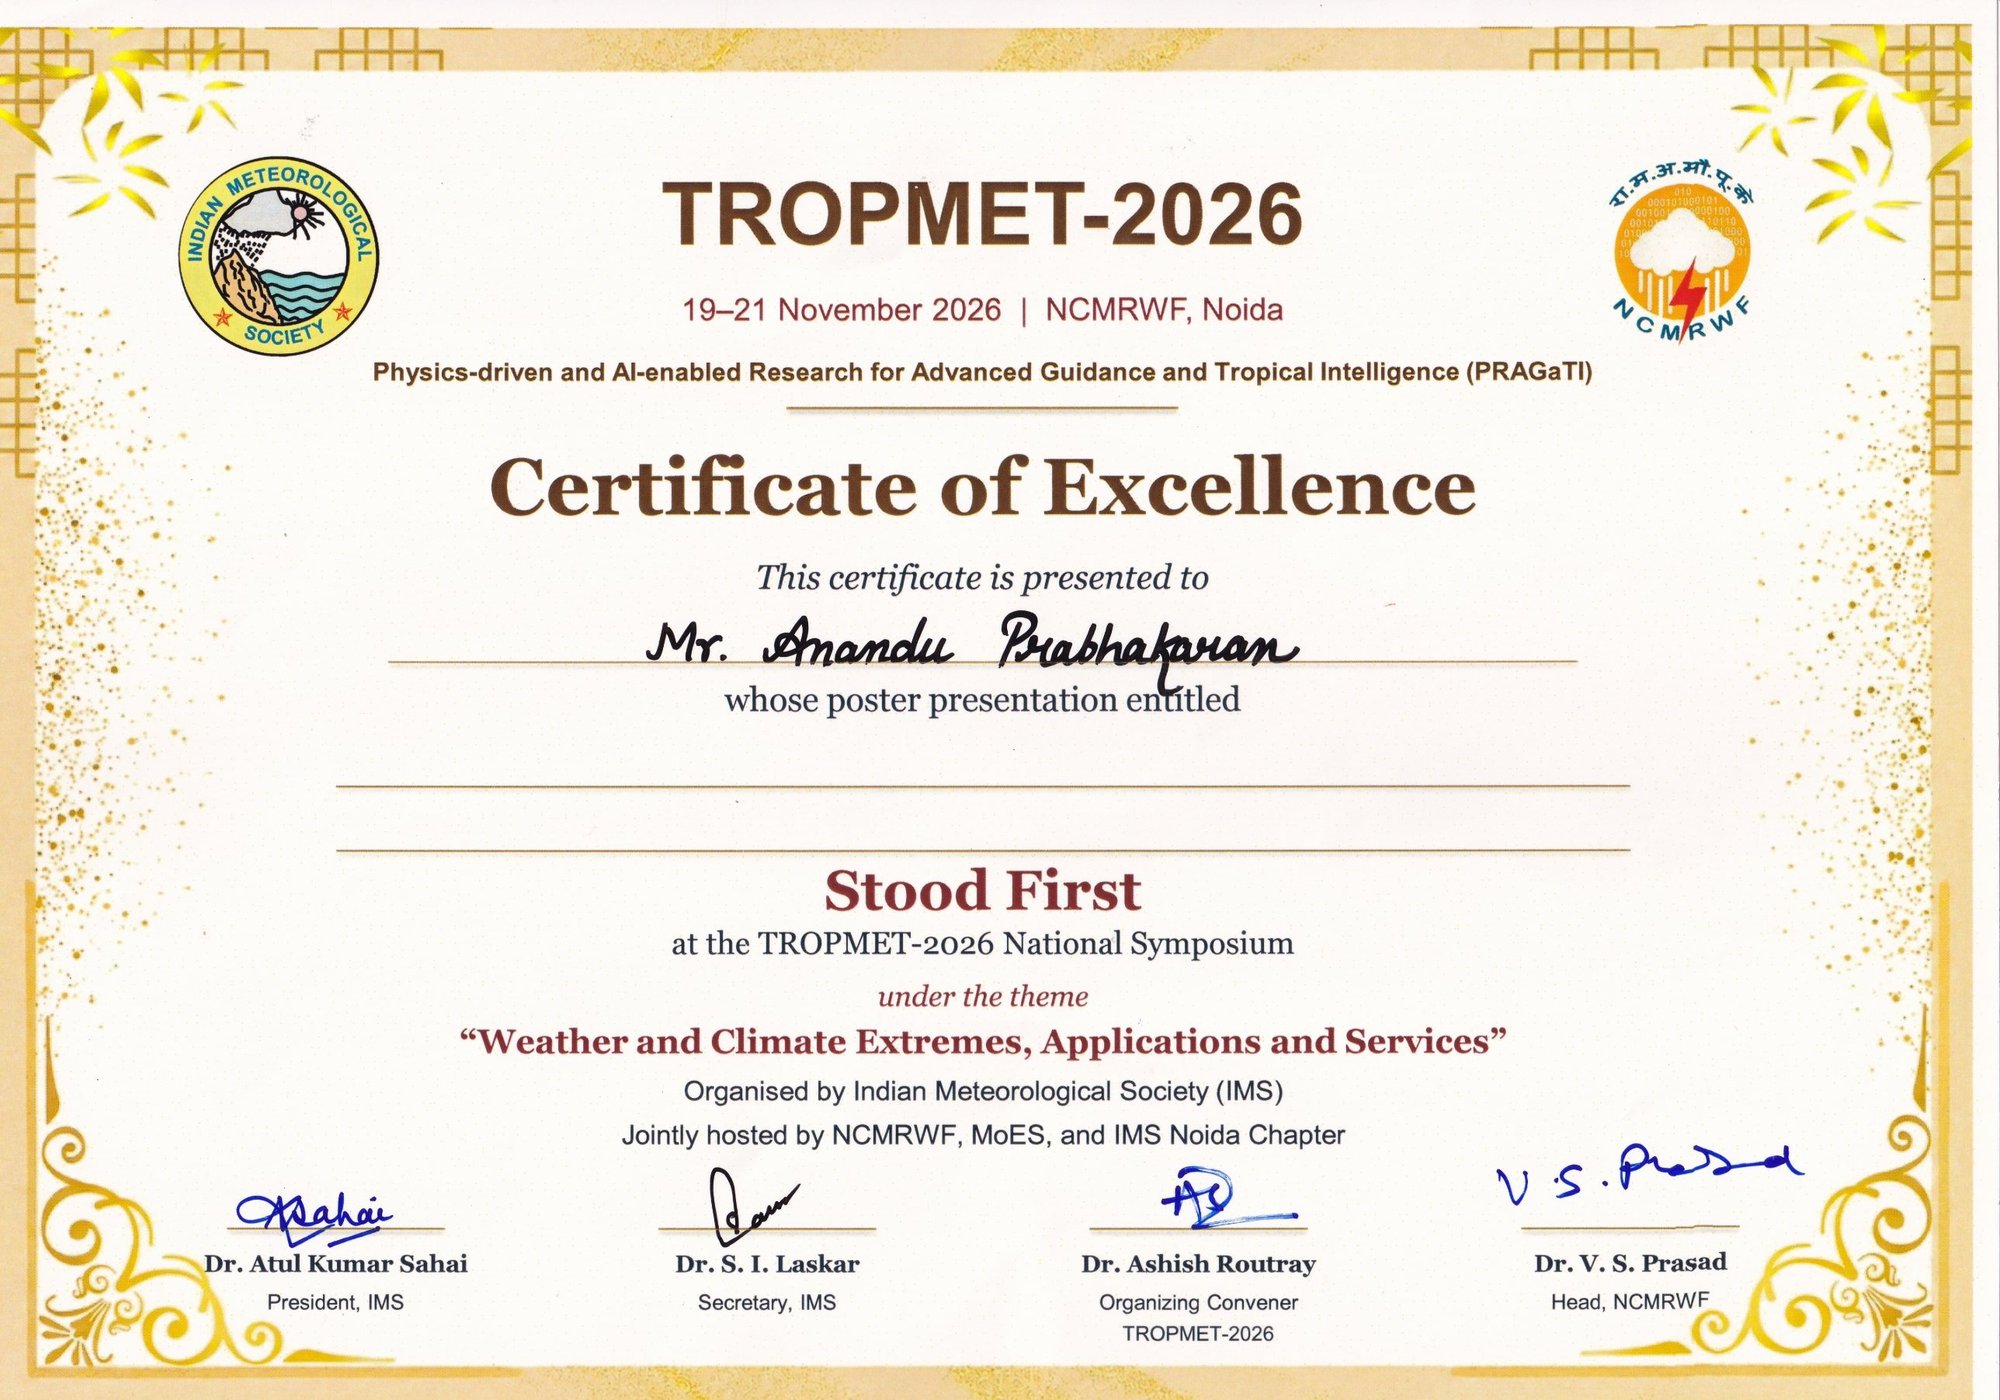 INDIAN METEOROLOGICAL SOCIETY
रा.म.अ.मौ.पू.के
NCMRWF
TROPMET-2026
19–21 November 2026 | NCMRWF, Noida
Physics-driven and AI-enabled Research for Advanced Guidance and Tropical Intelligence (PRAGaTI)
Certificate of Excellence
This certificate is presented to
Mr. Anandu Prabhakaran
whose poster presentation entitled
Stood First
at the TROPMET-2026 National Symposium
under the theme
“Weather and Climate Extremes, Applications and Services”
Organised by Indian Meteorological Society (IMS)
Jointly hosted by NCMRWF, MoES, and IMS Noida Chapter
V.S.Prasad
Dr. Atul Kumar Sahai
President, IMS
Dr. S. I. Laskar
Secretary, IMS
Dr. Ashish Routray
Organizing Convener
TROPMET-2026
Dr. V. S. Prasad
Head, NCMRWF